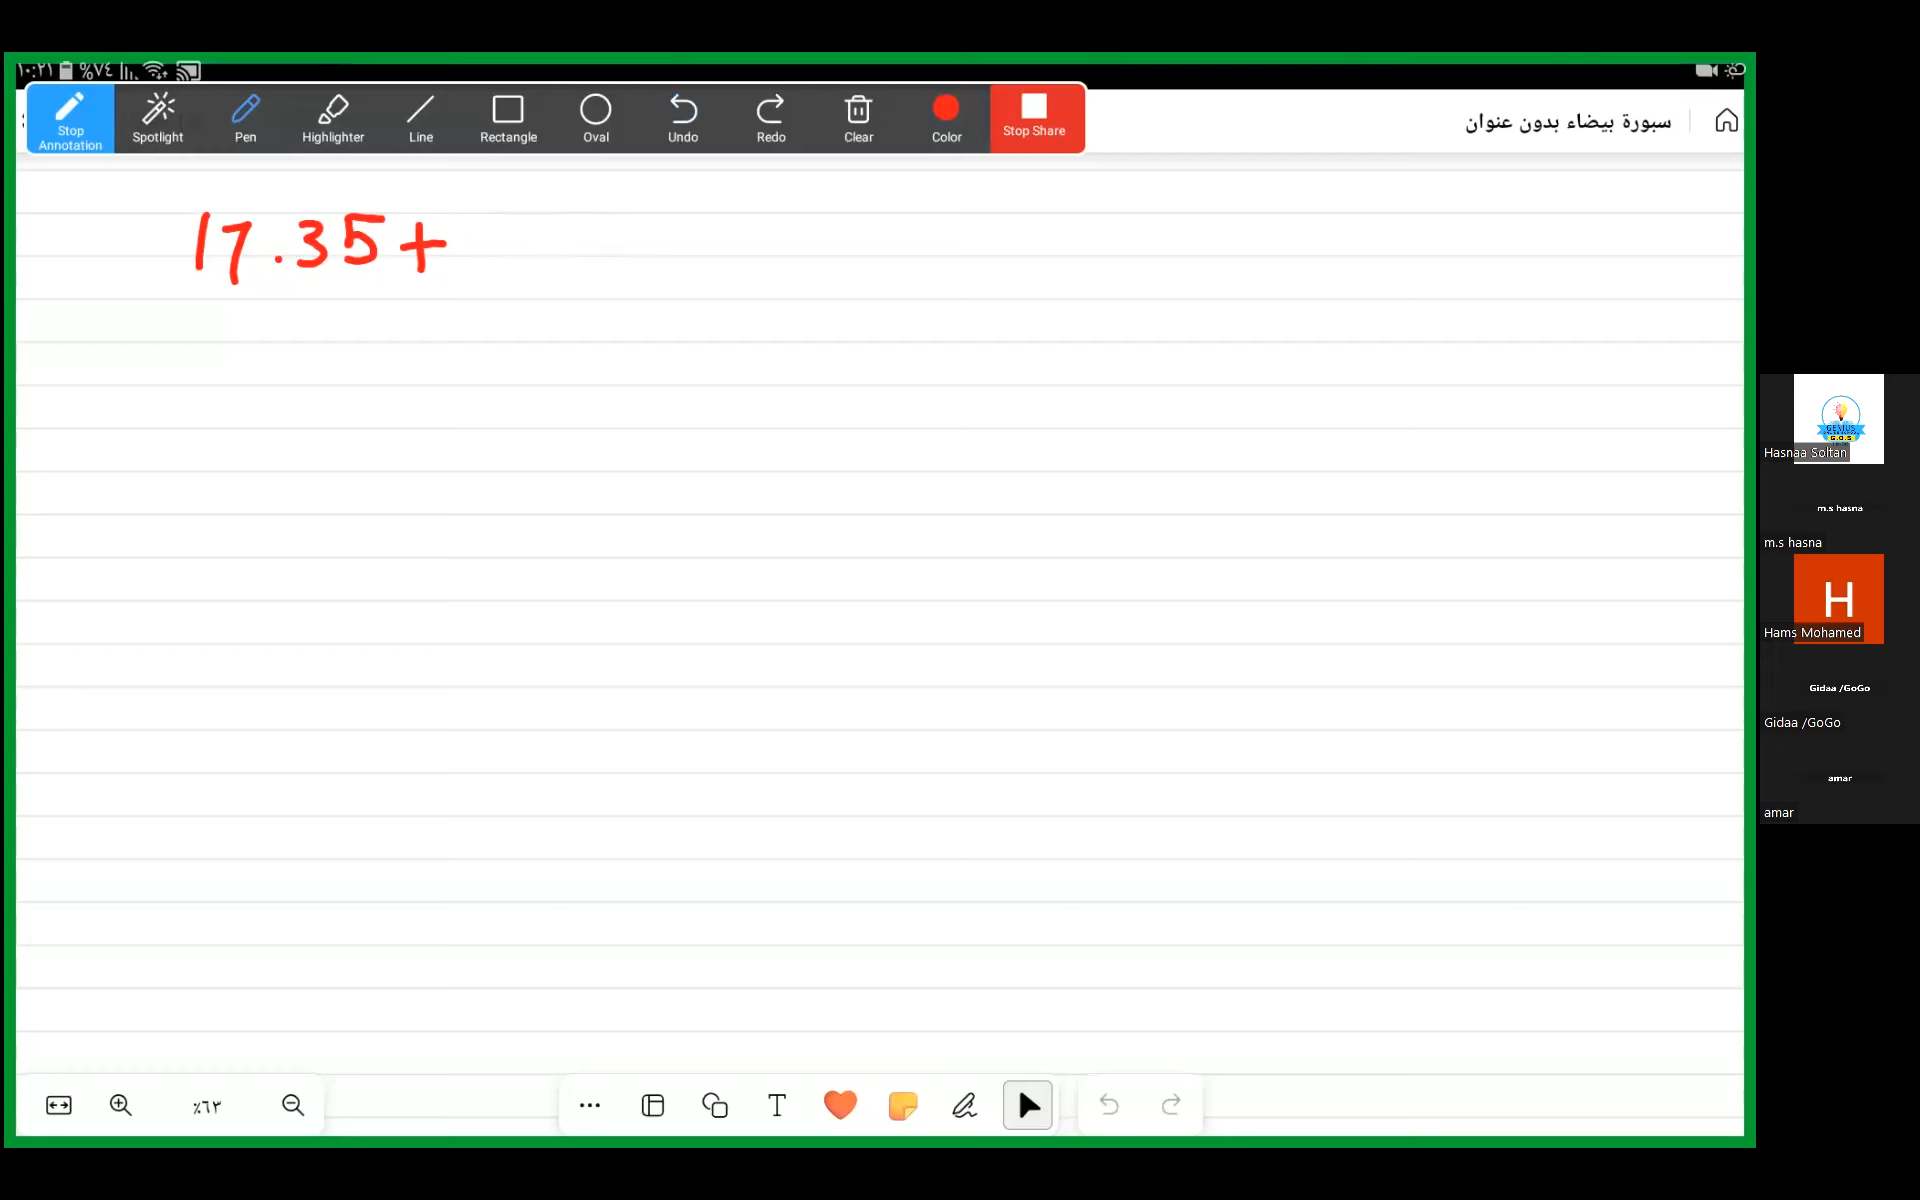 ١٠:٢١ %٧٤
Stop Annotation
Spotlight
Pen
Highlighter
Line
Rectangle
Oval
Undo
Redo
Clear
Color
Stop Share
سبورة بيضاء بدون عنوان
17.35+
GENIUS
G.O.S
Hasnaa Soltan
m.s hasna
m.s hasna
H
Hams Mohamed
Gidaa /GoGo
Gidaa /GoGo
amar
amar
٪٦٣
T